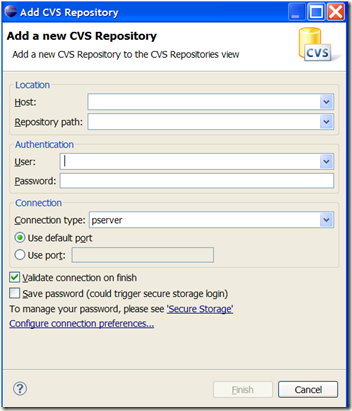 Add CVS Repository
Add a new CVS Repository
Add a new CVS Repository to the CVS Repositories view
CVS
Location
Host:
Repository path:
Authentication
User:
Password:
Connection
Connection type: pserver
Use default port
Use port:
Validate connection on finish
Save password (could trigger secure storage login)
To manage your password, please see 'Secure Storage'
Configure connection preferences...
? Finish Cancel